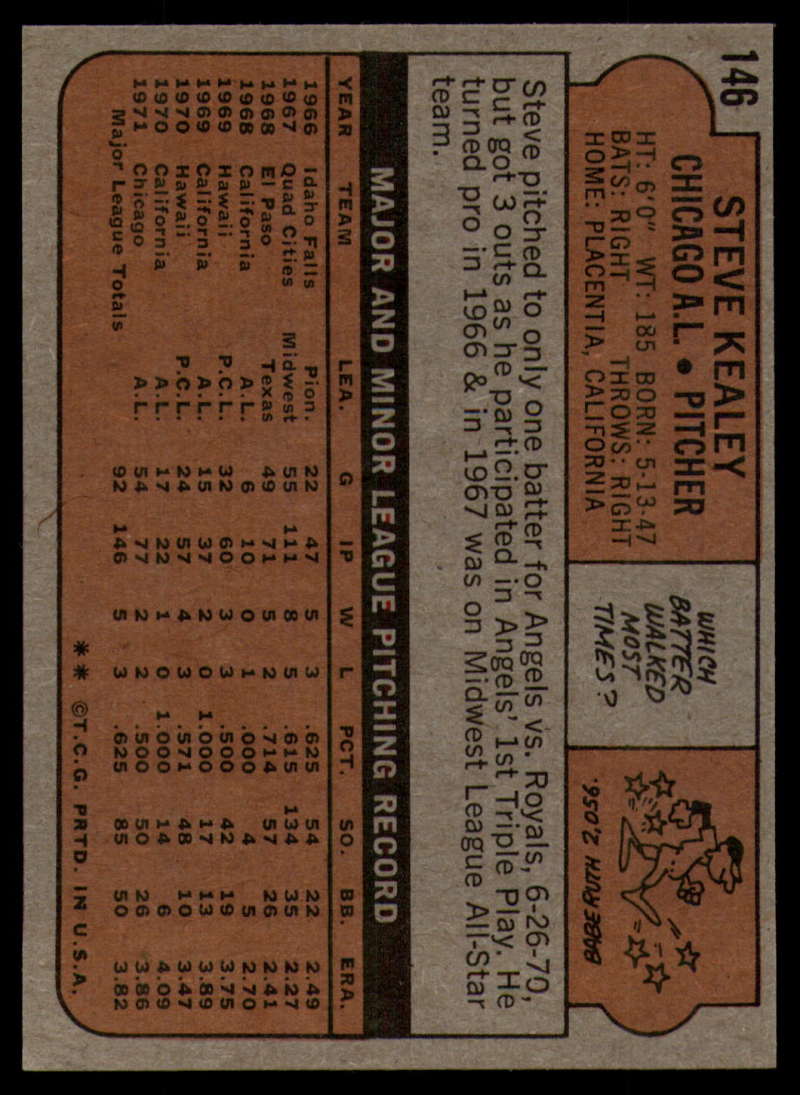 146
STEVE KEALEY
CHICAGO A.L. • PITCHER
HT: 6'0" WT: 185 BORN: 5-13-47
BATS: RIGHT THROWS: RIGHT
HOME: PLACENTIA, CALIFORNIA
WHICH
BATTER
WALKED
MOST
TIMES?
BABE RUTH 2,056.
Steve pitched to only one batter for Angels vs. Royals, 6-26-70,
but got 3 outs as he participated in Angels' 1st Triple Play. He
turned pro in 1966 & in 1967 was on Midwest League All-Star
team.
MAJOR AND MINOR LEAGUE PITCHING RECORD
YEAR TEAM LEA. G IP W L PCT. SO. BB. ERA.
1966 Idaho Falls Pion. 22 47 5 3 .625 54 22 2.49
1967 Quad Cities Midwest 55 111 8 5 .615 134 35 2.27
1968 El Paso Texas 49 71 5 2 .714 57 26 2.41
1968 California A.L. 6 10 0 1 .000 4 5 2.70
1969 Hawaii P.C.L. 32 60 3 3 .500 42 19 3.75
1969 California A.L. 15 37 2 0 1.000 17 13 3.89
1970 Hawaii P.C.L. 24 57 4 3 .571 48 10 3.47
1970 California A.L. 17 22 1 0 1.000 14 6 4.09
1971 Chicago A.L. 54 77 2 2 .500 50 26 3.86
Major League Totals 92 146 5 3 .625 85 50 3.82
** ©T.C.G. PRTD. IN U.S.A.